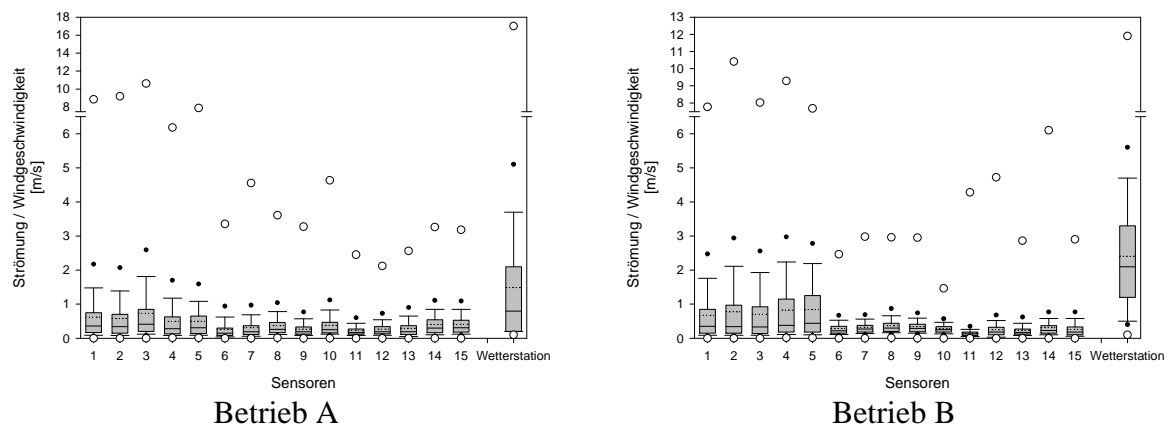 18
16
14
12
10
8
6
5
4
3
2
1
0
Strömung / Windgeschwindigkeit
[m/s]
1 2 3 4 5 6 7 8 9 10 11 12 13 14 15 Wetterstation
Sensoren
Betrieb A
13
12
11
10
9
8
7
6
5
4
3
2
1
0
Strömung / Windgeschwindigkeit
[m/s]
1 2 3 4 5 6 7 8 9 10 11 12 13 14 15 Wetterstation
Sensoren
Betrieb B